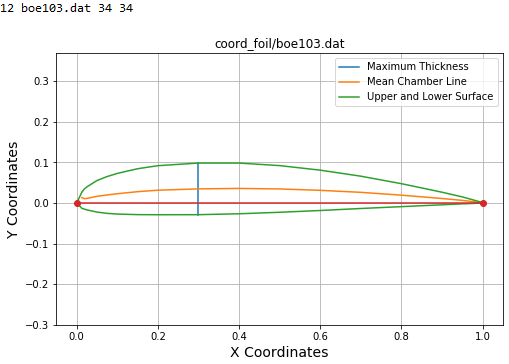 12 boe103.dat 34 34
coord_foil/boe103.dat
Maximum Thickness
Mean Chamber Line
Upper and Lower Surface
0.3
0.2
0.1
0.0
−0.1
−0.2
−0.3
Y Coordinates
0.0 0.2 0.4 0.6 0.8 1.0
X Coordinates